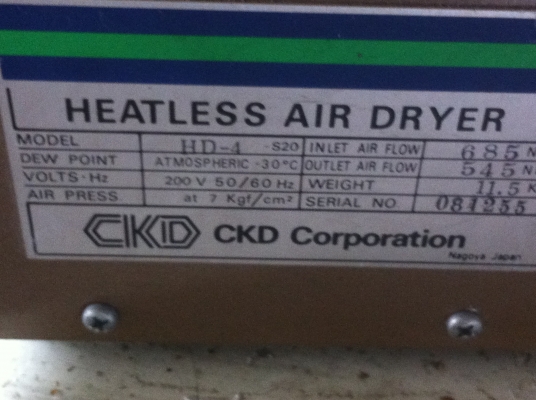 HEATLESS AIR DRYER
MODEL HD-4 -S20 INLET AIR FLOW 685 N
DEW POINT ATMOSPHERIC -30°C OUTLET AIR FLOW 545 N
VOLTS·Hz 200 V 50/60 Hz WEIGHT 11.5 K
AIR PRESS. at 7 Kgf/cm² SERIAL NO. 081255
CKD CKD Corporation
Nagoya Japan